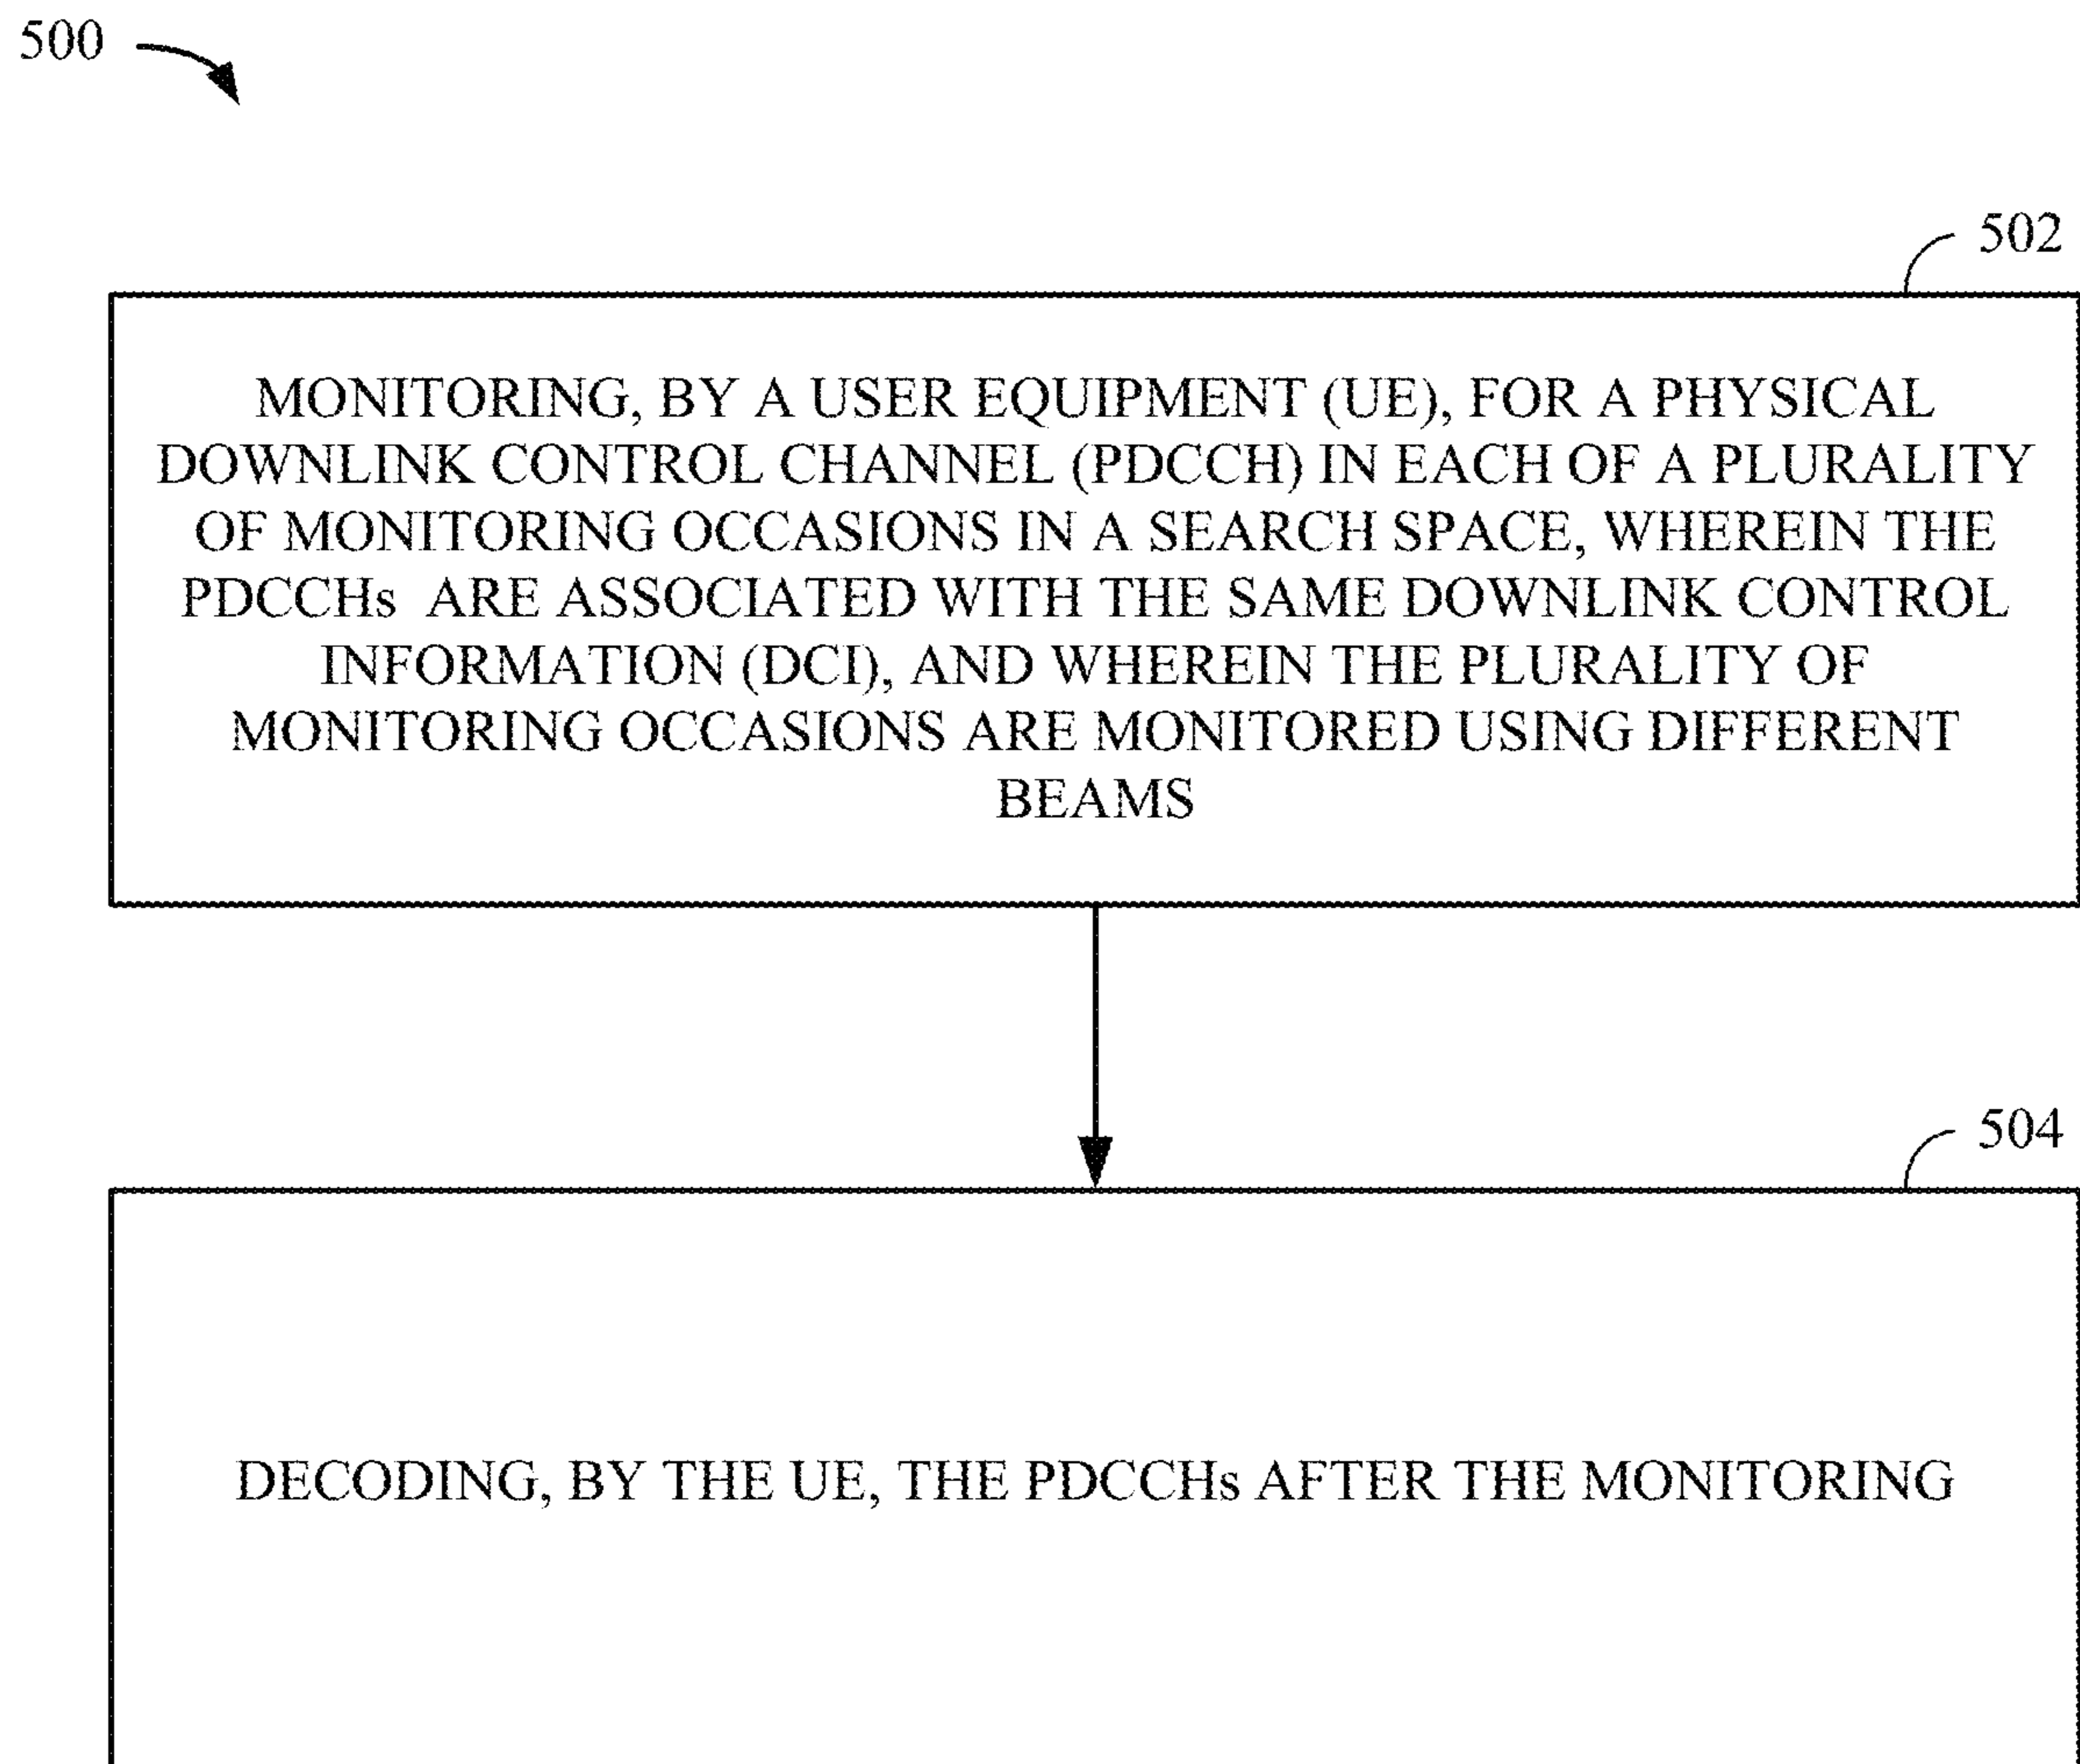 500
502
MONITORING, BY A USER EQUIPMENT (UE), FOR A PHYSICAL
DOWNLINK CONTROL CHANNEL (PDCCH) IN EACH OF A PLURALITY
OF MONITORING OCCASIONS IN A SEARCH SPACE, WHEREIN THE
PDCCHs ARE ASSOCIATED WITH THE SAME DOWNLINK CONTROL
INFORMATION (DCI), AND WHEREIN THE PLURALITY OF
MONITORING OCCASIONS ARE MONITORED USING DIFFERENT
BEAMS
504
DECODING, BY THE UE, THE PDCCHs AFTER THE MONITORING